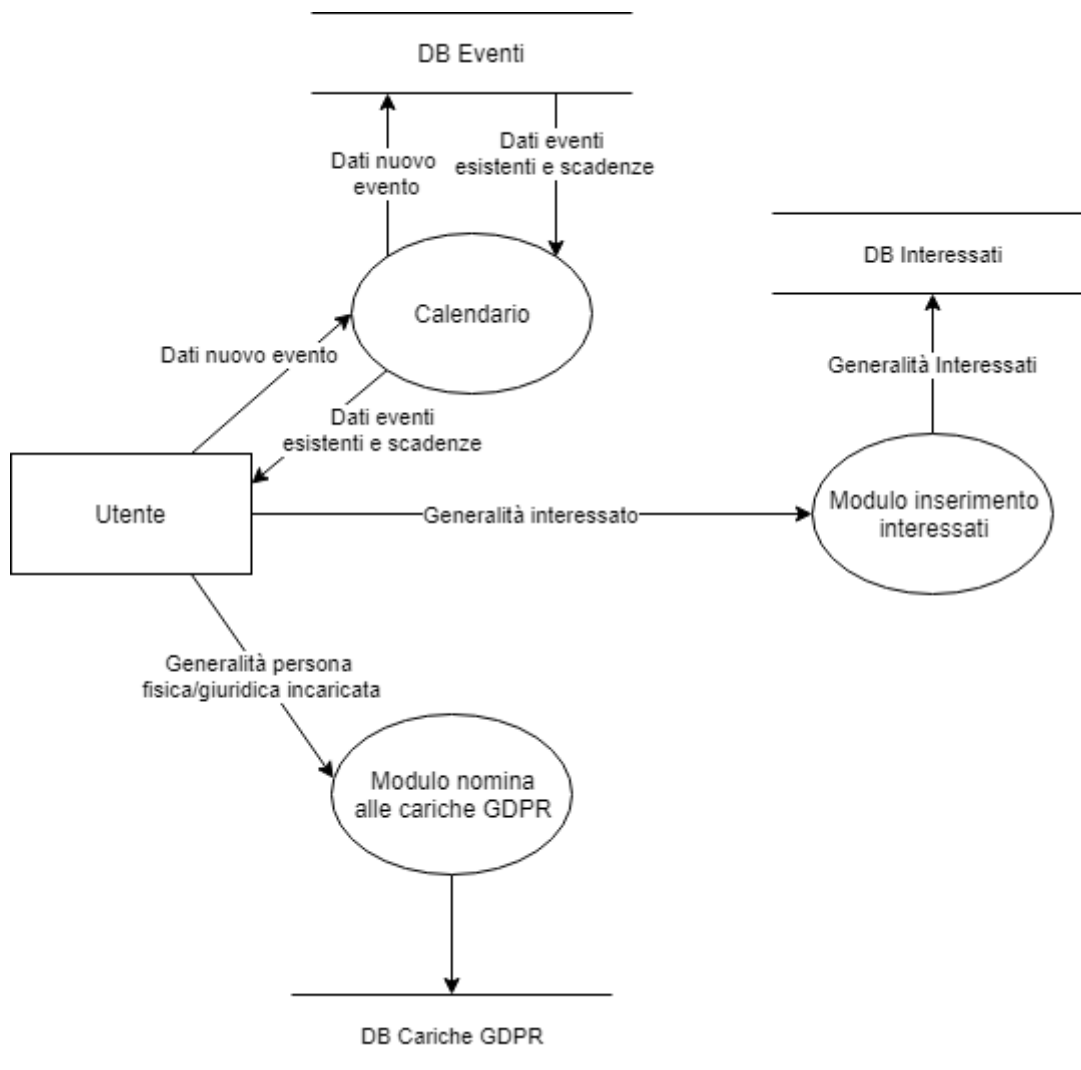 DB Eventi
Dati nuovo
evento
Dati eventi
esistenti e scadenze
DB Interessati
Calendario
Dati nuovo evento
Generalità Interessati
Dati eventi
esistenti e scadenze
Utente
Generalità interessato
Modulo inserimento
interessati
Generalità persona
fisica/giuridica incaricata
Modulo nomina
alle cariche GDPR
DB Cariche GDPR